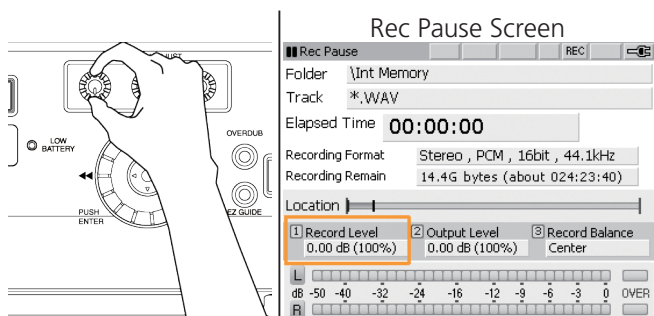 Rec Pause Screen
Rec Pause
REC
Folder \Int Memory
Track *.WAV
Elapsed Time 00:00:00
Recording Format Stereo , PCM , 16bit , 44.1kHz
Recording Remain 14.4G bytes (about 024:23:40)
Location
1 Record Level 2 Output Level 3 Record Balance
0.00 dB (100%) 0.00 dB (100%) Center
L
dB -50 -40 -32 -24 -16 -12 -9 -6 -3 0 OVER
R
OVERDUB
LOW
BATTERY
PUSH
ENTER
EZ GUIDE